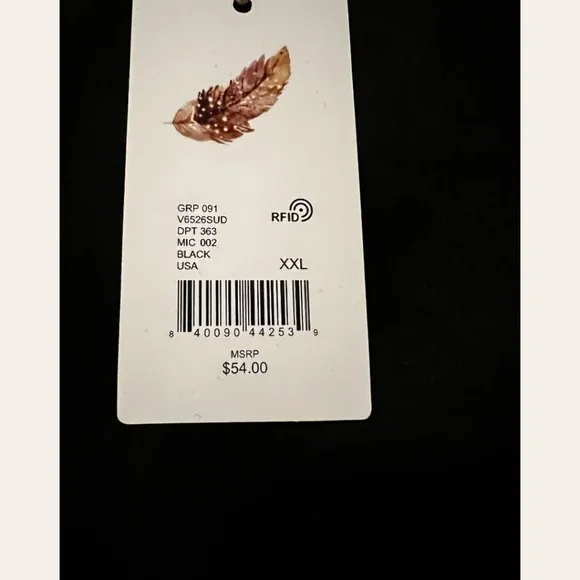 GRP 091
V6526SUD
DPT 363
MIC 002
BLACK
USA
RFID
XXL
8 40090 44253 9
MSRP
$54.00